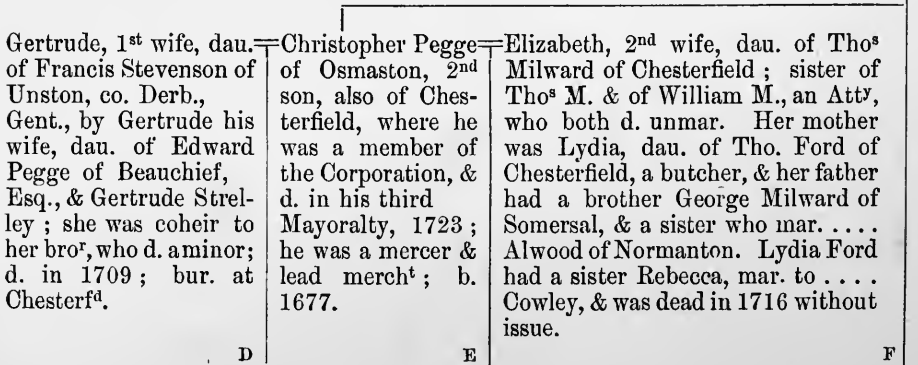 Gertrude, 1st wife, dau.
of Francis Stevenson of
Unston, co. Derb.,
Gent., by Gertrude his
wife, dau. of Edward
Pegge of Beauchief,
Esq., & Gertrude Strel-
ley ; she was coheir to
her bror, who d. aminor;
d. in 1709 ; bur. at
Chesterfd.
D
Christopher Pegge
of Osmaston, 2nd
son, also of Ches-
terfield, where he
was a member of
the Corporation, &
d. in his third
Mayoralty, 1723 ;
he was a mercer &
lead mercht ; b.
1677.
E
Elizabeth, 2nd wife, dau. of Thos
Milward of Chesterfield ; sister of
Thos M. & of William M., an Atty,
who both d. unmar. Her mother
was Lydia, dau. of Tho. Ford of
Chesterfield, a butcher, & her father
had a brother George Milward of
Somersal, & a sister who mar. . . . .
Alwood of Normanton. Lydia Ford
had a sister Rebecca, mar. to . . . .
Cowley, & was dead in 1716 without
issue.
F